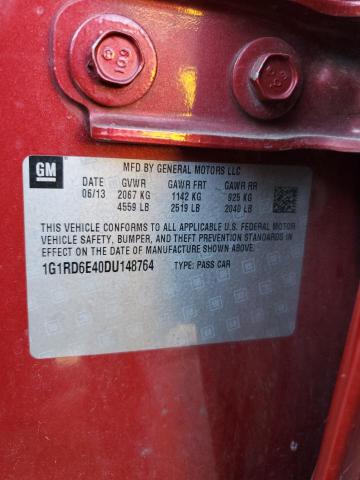 GM
MFD BY GENERAL MOTORS LLC
DATE GVWR GAWR FRT GAWR RR
06/13 2067 KG 1142 KG 925 KG
4559 LB 2519 LB 2040 LB
THIS VEHICLE CONFORMS TO ALL APPLICABLE U.S. FEDERAL MOTOR
VEHICLE SAFETY, BUMPER, AND THEFT PREVENTION STANDARDS
IN EFFECT ON THE DATE OF MANUFACTURE SHOWN ABOVE.
1G1RD6E40DU148764 TYPE: PASS CAR